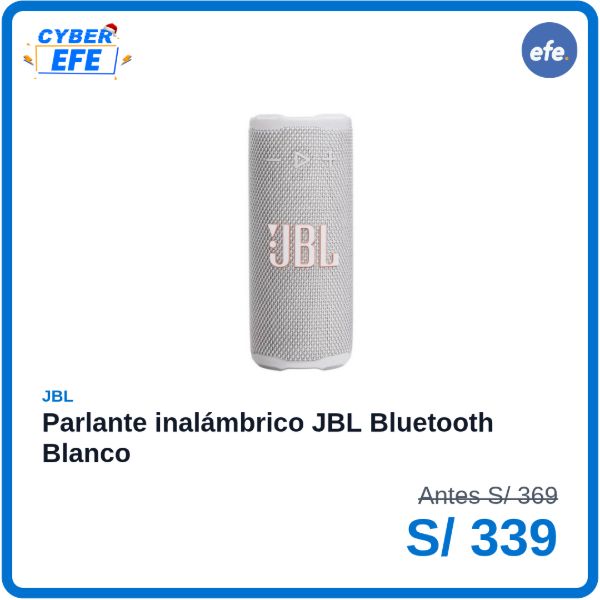 CYBER
EFE
efe.
JBL
JBL
Parlante inalámbrico JBL Bluetooth
Blanco
Antes S/ 369
S/ 339